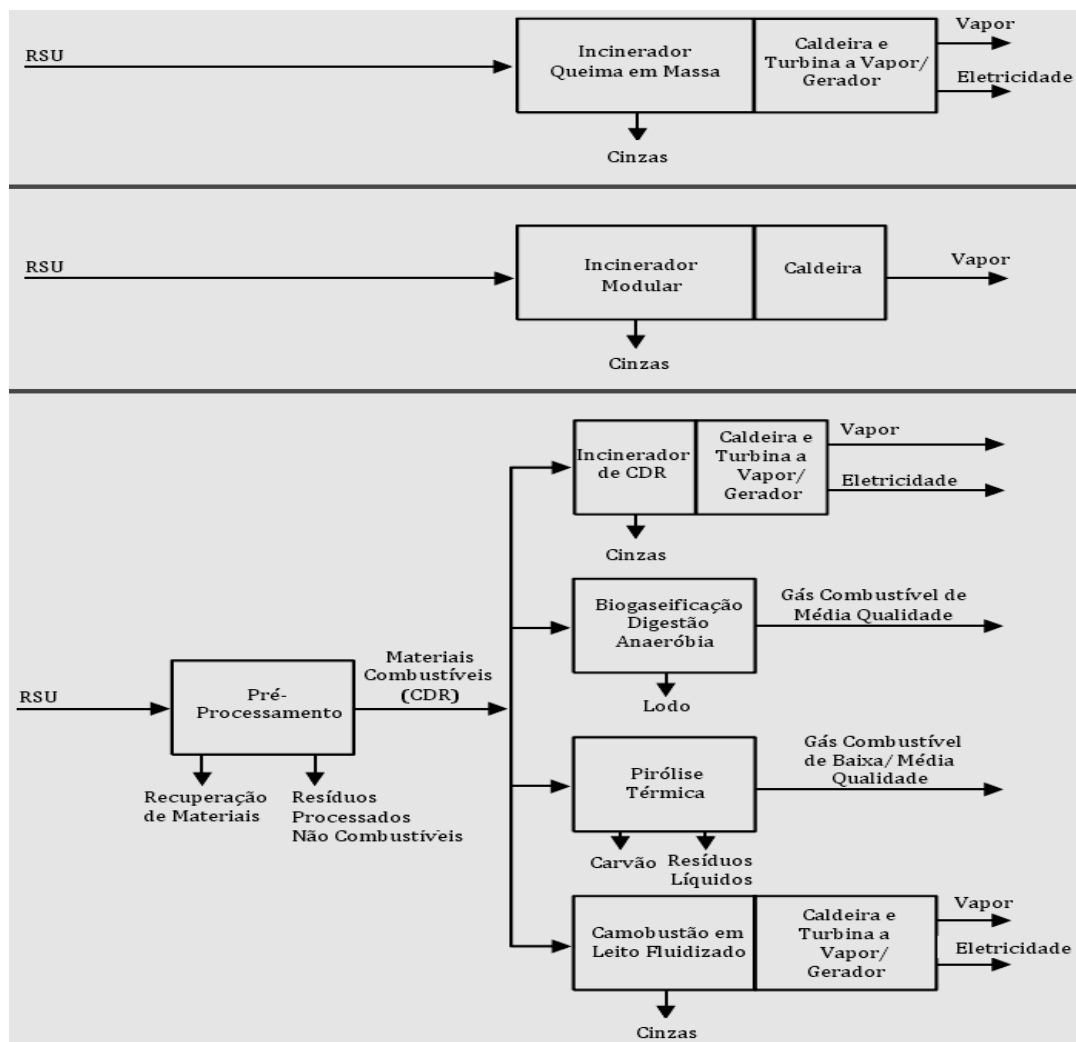 RSU
Incinerador
Queima em Massa
Caldeira e
Turbina a Vapor/
Gerador
Vapor
Eletricidade
Cinzas
RSU
Incinerador
Modular
Caldeira
Vapor
Cinzas
RSU
Pré-
Processamento
Recuperação
de Materiais
Resíduos
Processados
Não Combustíveis
Materiais
Combustíveis
(CDR)
Incinerador
de CDR
Caldeira e
Turbina a
Vapor/
Gerador
Vapor
Eletricidade
Cinzas
Biogaseificação
Digestão
Anaeróbia
Gás Combustível de
Média Qualidade
Lodo
Pirólise
Térmica
Gás Combustível
de Baixa/ Média
Qualidade
Carvão
Resíduos
Líquidos
Camobustão em
Leito Fluidizado
Caldeira e
Turbina a
Vapor/
Gerador
Vapor
Eletricidade
Cinzas